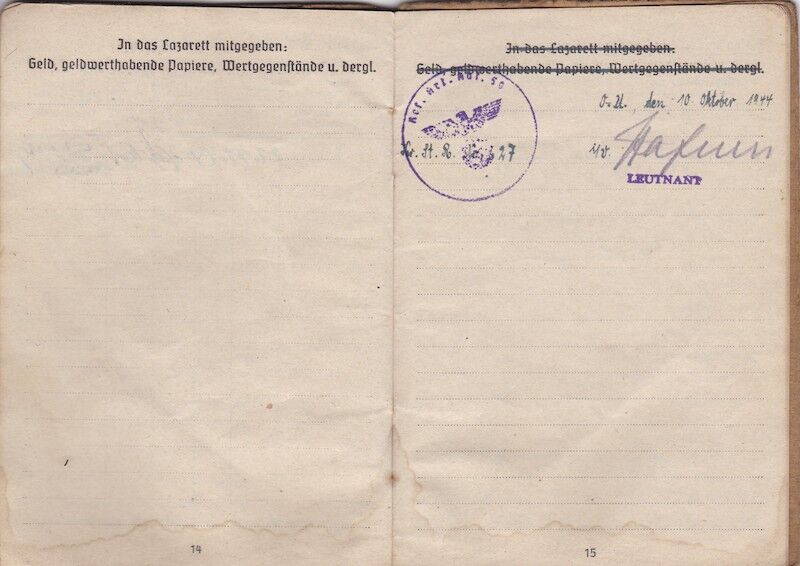 In das Lazarett mitgegeben:
Geld, geldwerthabende Papiere, Wertgegenstände u. dergl.
14
In das Lazarett mitgegeben:
Geld, geldwerthabende Papiere, Wertgegenstände u. dergl.
O.U., den 10. Oktober 1944
27
LEUTNANT
15